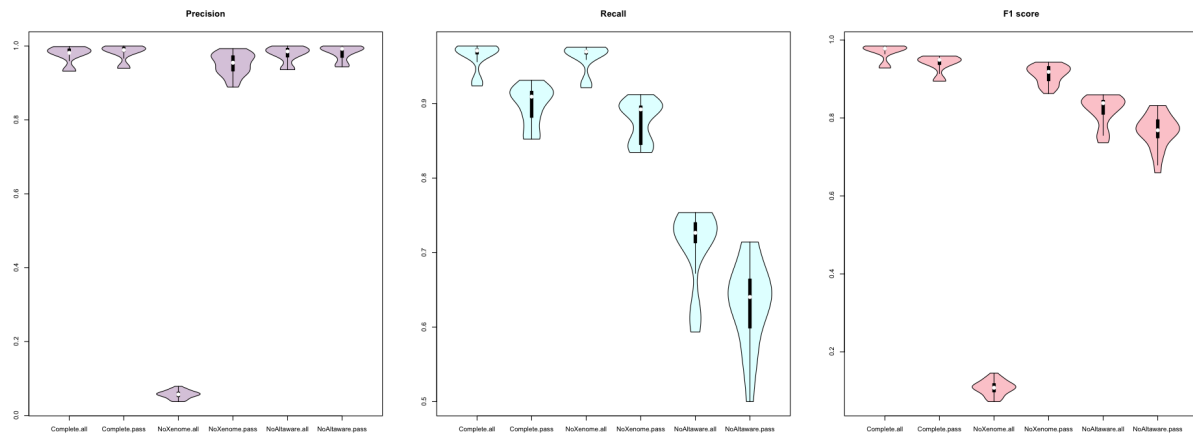 Precision
1.0
0.8
0.6
0.4
0.2
0.0
Complete.all Complete.pass NoXenome.all NoXenome.pass NoAltaware.all NoAltaware.pass
Recall
0.9
0.8
0.7
0.6
0.5
Complete.all Complete.pass NoXenome.all NoXenome.pass NoAltaware.all NoAltaware.pass
F1 score
1.0
0.8
0.6
0.4
0.2
Complete.all Complete.pass NoXenome.all NoXenome.pass NoAltaware.all NoAltaware.pass